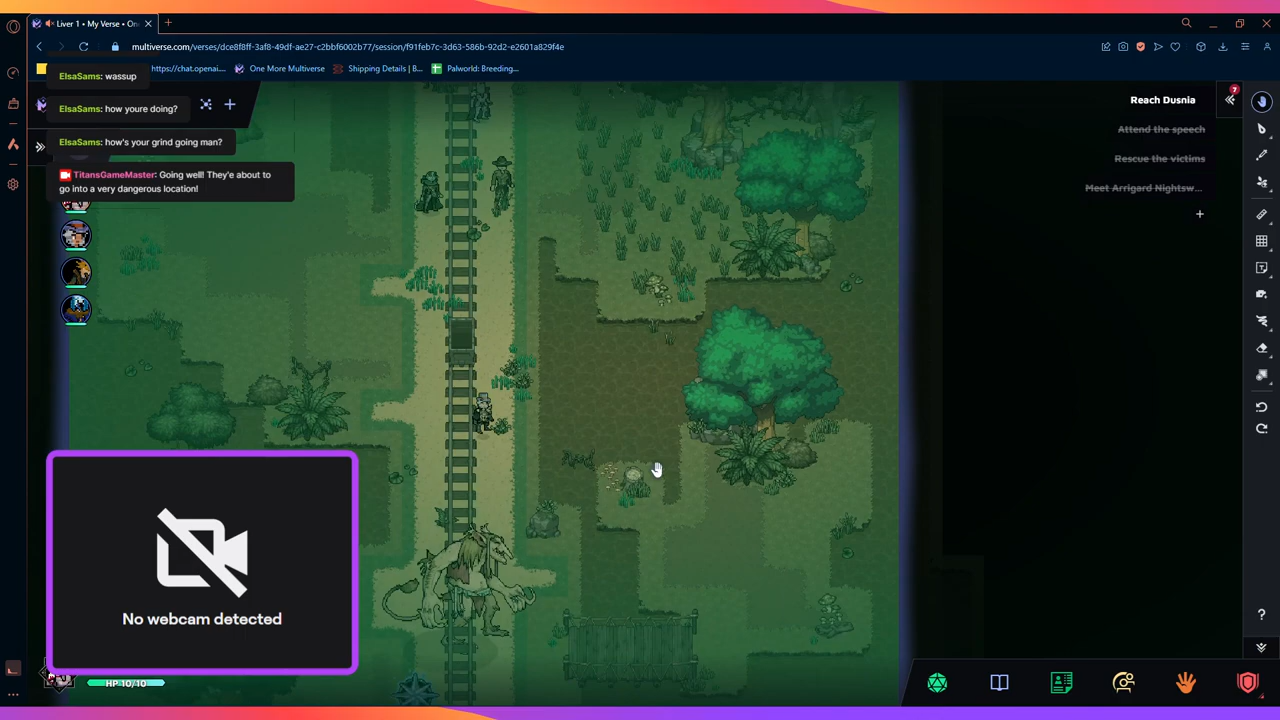 Liver 1 • My Verse • On
multiverse.com/verses/dce8f8ff-3af8-49df-ae27-c2bbf6002b77/session/f91feb7c-3d63-586b-92d2-e2601a829f4e
https://chat.openai....
One More Multiverse
Shipping Details | B...
Palworld: Breeding...
ElsaSams: wassup
ElsaSams: how youre doing?
ElsaSams: how's your grind going man?
TitansGameMaster: Going well! They'e about to
go into a very dangerous location!
7
Reach Dusnia
Attend the speech
Rescue the victims
Meet Arrigard Nightsw...
No webcam detected
HP 10/10